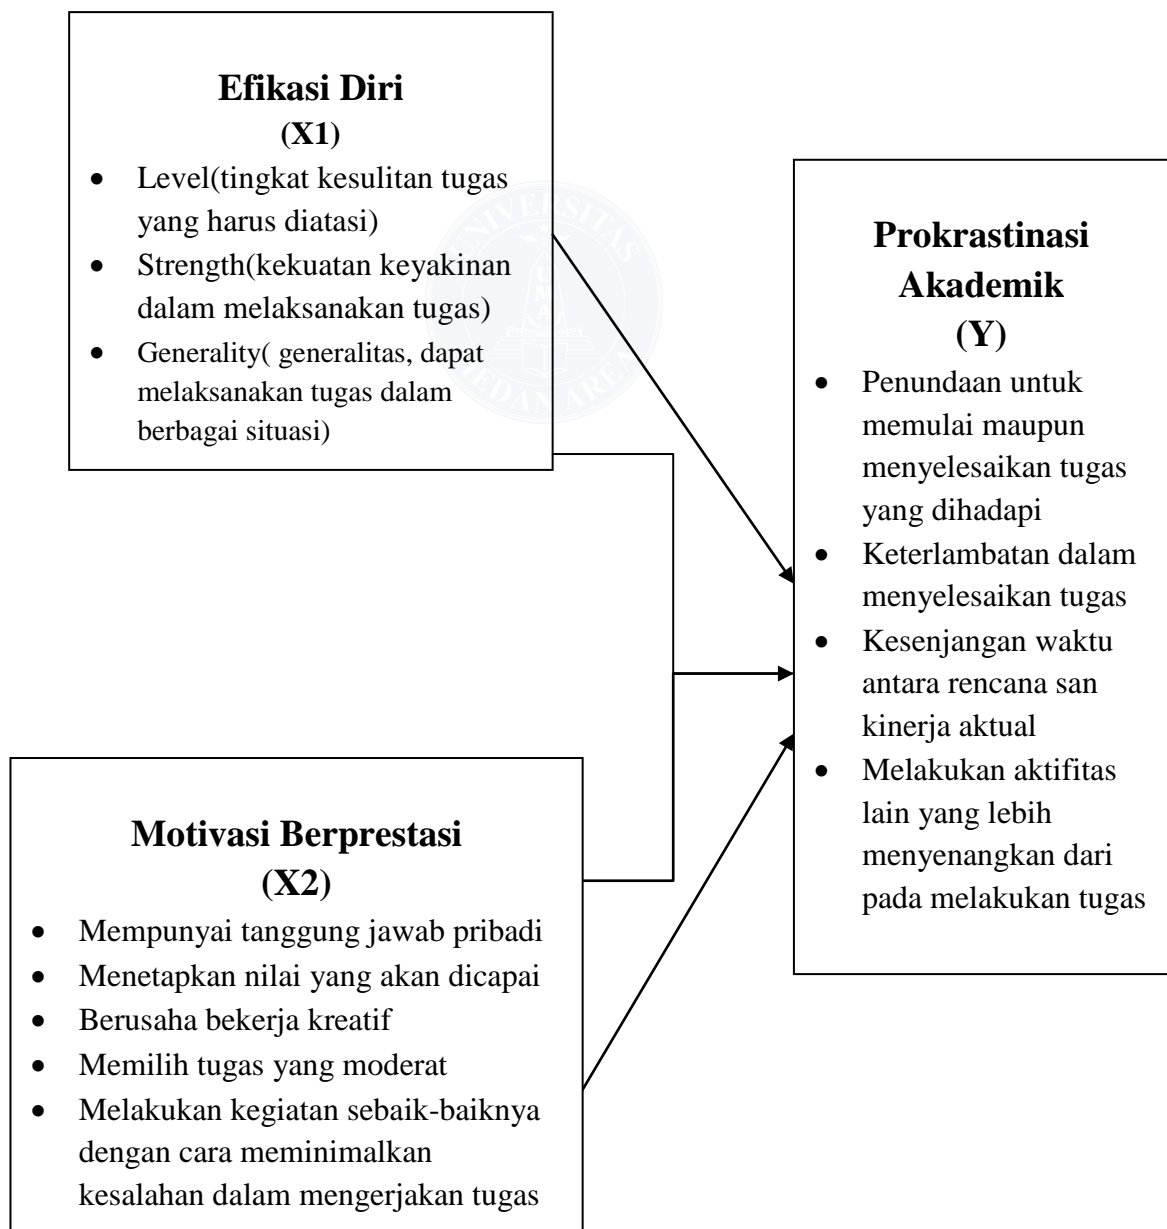 Efikasi Diri
(X1)
• Level(tingkat kesulitan tugas
yang harus diatasi)
• Strength(kekuatan keyakinan
dalam melaksanakan tugas)
• Generality( generalitas, dapat
melaksanakan tugas dalam
berbagai situasi)
UNIVERSITAS
UMA
MEDAN AREA
Prokrastinasi
Akademik
(Y)
• Penundaan untuk
memulai maupun
menyelesaikan tugas
yang dihadapi
• Keterlambatan dalam
menyelesaikan tugas
• Kesenjangan waktu
antara rencana san
kinerja aktual
• Melakukan aktifitas
lain yang lebih
menyenangkan dari
pada melakukan tugas
Motivasi Berprestasi
(X2)
• Mempunyai tanggung jawab pribadi
• Menetapkan nilai yang akan dicapai
• Berusaha bekerja kreatif
• Memilih tugas yang moderat
• Melakukan kegiatan sebaik-baiknya
dengan cara meminimalkan
kesalahan dalam mengerjakan tugas